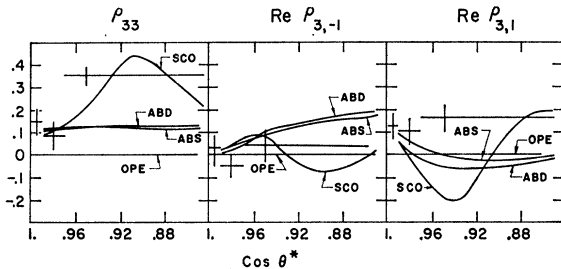 ρ33 Re ρ3,-1 Re ρ3,1
.4
.3
.2
.1
0
-.1
-.2
SCO
ABD
ABS
OPE
ABD
ABS
OPE
SCO
ABS
OPE
SCO
ABD
1. .96 .92 .88 1. .96 .92 .88 1. .96 .92 .88
Cos θ*